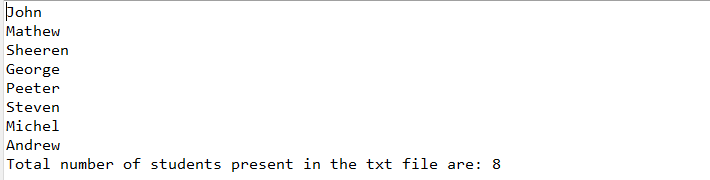 John
Mathew
Sheeren
George
Peeter
Steven
Michel
Andrew
Total number of students present in the txt file are: 8